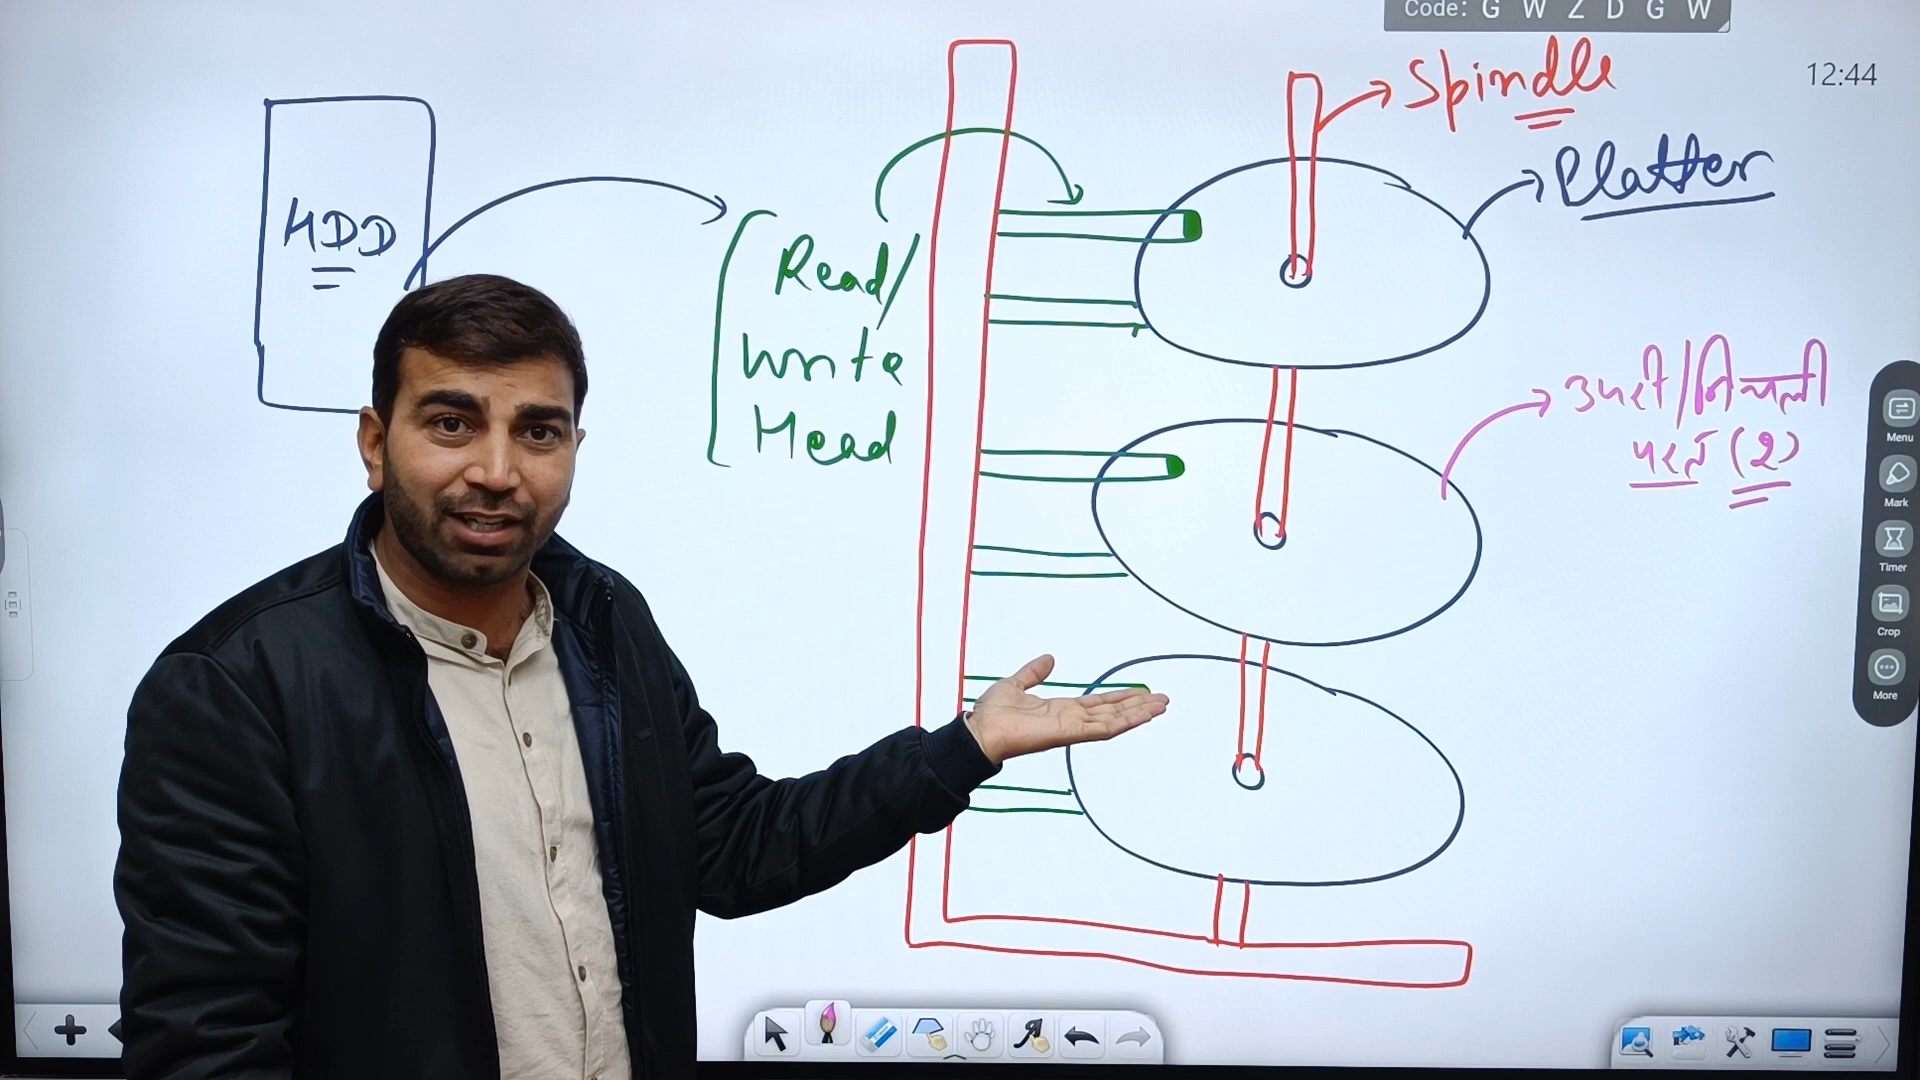 Code: G W Z D G W
12:44
Spindle
Platter
HDD
Read/
Write
Head
ऊपरी/निचली
परत (2)
Menu
Mark
Timer
Crop
More